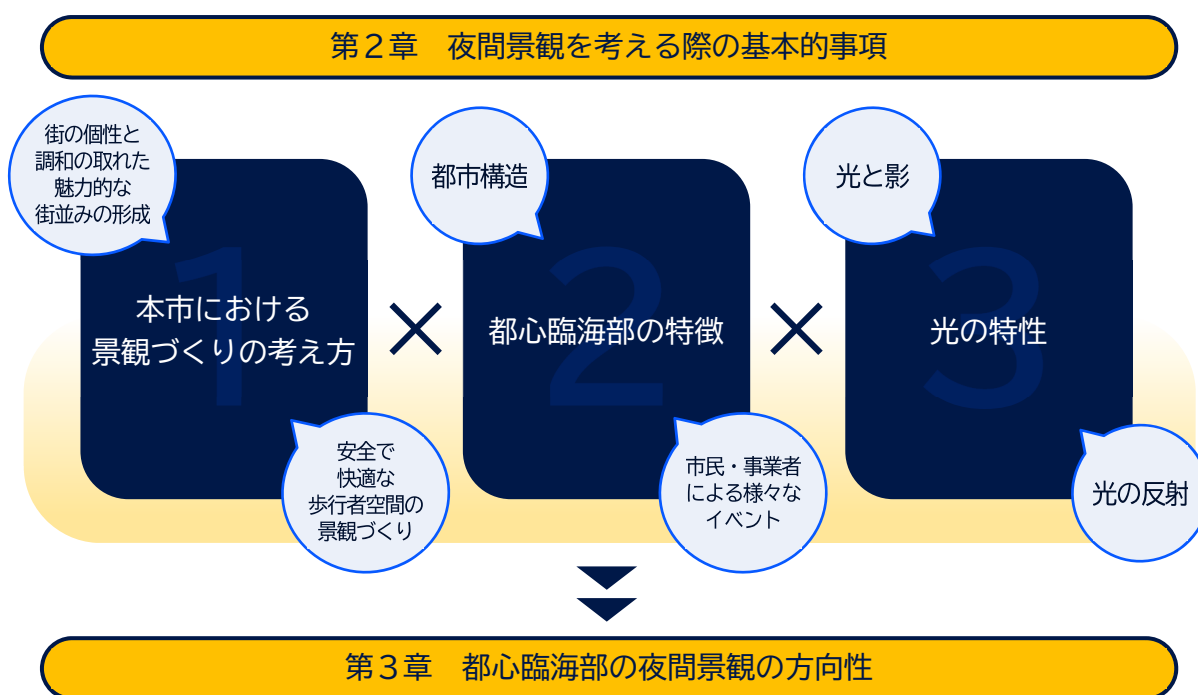 第２章　夜間景観を考える際の基本的事項
街の個性と
調和の取れた
魅力的な
街並みの形成
1
本市における
景観づくりの考え方
安全で
快適な
歩行者空間の
景観づくり
×
都市構造
2
都心臨海部の特徴
市民・事業者
による様々な
イベント
×
光と影
3
光の特性
光の反射
第３章　都心臨海部の夜間景観の方向性